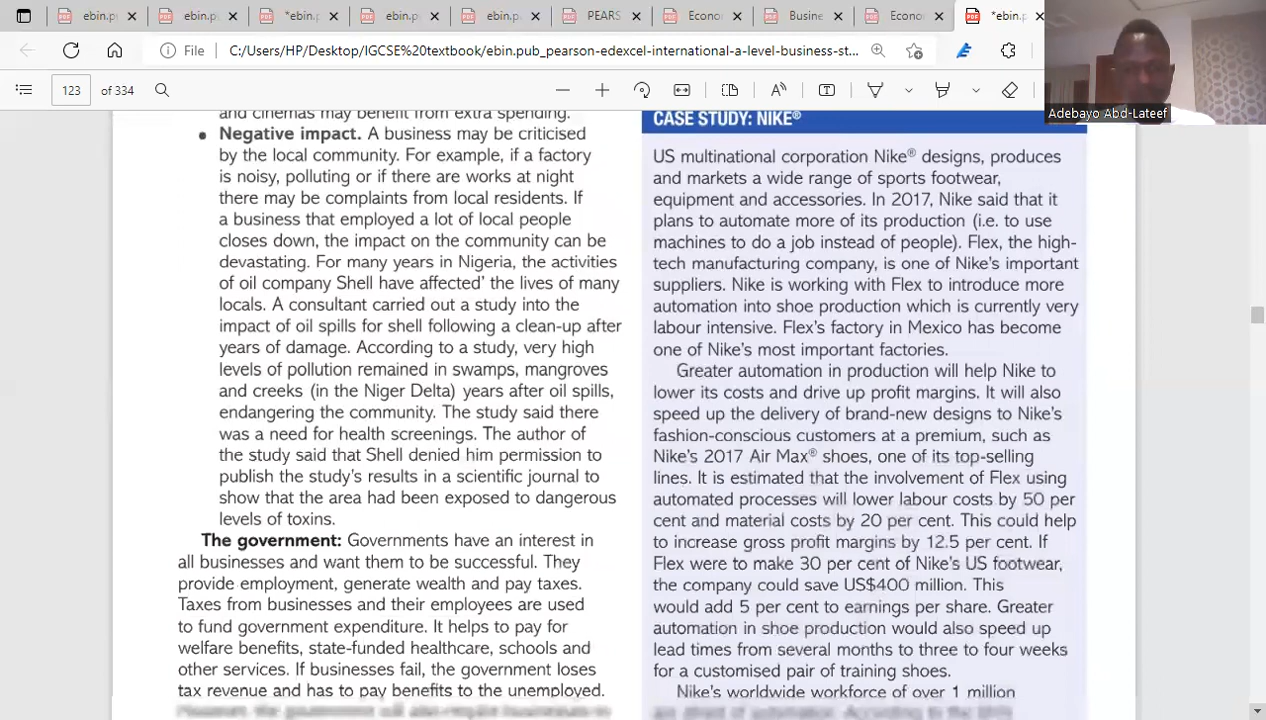 ebin.p
ebin.p
*ebin.p
ebin.p
ebin.p
PEARS
Econo
Busine
Econo
*ebin.p
File
C:/Users/HP/Desktop/IGCSE%20textbook/ebin.pub_pearson-edexcel-international-a-level-business-st...
123
of 334
Adebayo Abd-Lateef
and cinemas may benefit from extra spending.
Negative impact. A business may be criticised
by the local community. For example, if a factory
is noisy, polluting or if there are works at night
there may be complaints from local residents. If
a business that employed a lot of local people
closes down, the impact on the community can be
devastating. For many years in Nigeria, the activities
of oil company Shell have affected' the lives of many
locals. A consultant carried out a study into the
impact of oil spills for shell following a clean-up after
years of damage. According to a study, very high
levels of pollution remained in swamps, mangroves
and creeks (in the Niger Delta) years after oil spills,
endangering the community. The study said there
was a need for health screenings. The author of
the study said that Shell denied him permission to
publish the study's results in a scientific journal to
show that the area had been exposed to dangerous
levels of toxins.
The government: Governments have an interest in
all businesses and want them to be successful. They
provide employment, generate wealth and pay taxes.
Taxes from businesses and their employees are used
to fund government expenditure. It helps to pay for
welfare benefits, state-funded healthcare, schools and
other services. If businesses fail, the government loses
tax revenue and has to pay benefits to the unemployed.
CASE STUDY: NIKE®
US multinational corporation Nike® designs, produces
and markets a wide range of sports footwear,
equipment and accessories. In 2017, Nike said that it
plans to automate more of its production (i.e. to use
machines to do a job instead of people). Flex, the high-
tech manufacturing company, is one of Nike's important
suppliers. Nike is working with Flex to introduce more
automation into shoe production which is currently very
labour intensive. Flex's factory in Mexico has become
one of Nike's most important factories.
Greater automation in production will help Nike to
lower its costs and drive up profit margins. It will also
speed up the delivery of brand-new designs to Nike's
fashion-conscious customers at a premium, such as
Nike's 2017 Air Max® shoes, one of its top-selling
lines. It is estimated that the involvement of Flex using
automated processes will lower labour costs by 50 per
cent and material costs by 20 per cent. This could help
to increase gross profit margins by 12.5 per cent. If
Flex were to make 30 per cent of Nike's US footwear,
the company could save US$400 million. This
would add 5 per cent to earnings per share. Greater
automation in shoe production would also speed up
lead times from several months to three to four weeks
for a customised pair of training shoes.
Nike's worldwide workforce of over 1 million